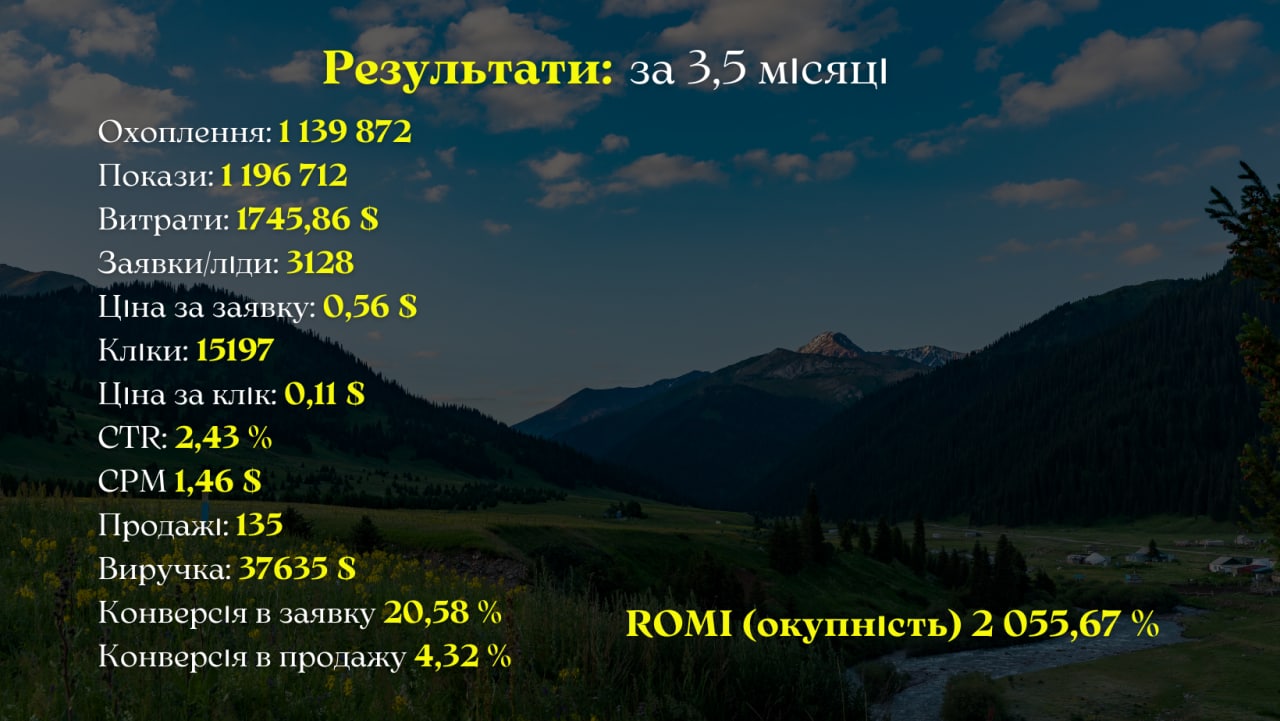 Результати: за 3,5 місяці
Охоплення: 1 139 872
Покази: 1 196 712
Витрати: 1745,86 $
Заявки/ліди: 3128
Ціна за заявку: 0,56 $
Кліки: 15197
Ціна за клік: 0,11 $
CTR: 2,43 %
CPM 1,46 $
Продажі: 135
Виручка: 37635 $
Конверсія в заявку 20,58 %
Конверсія в продажу 4,32 %
ROMI (окупність) 2 055,67 %